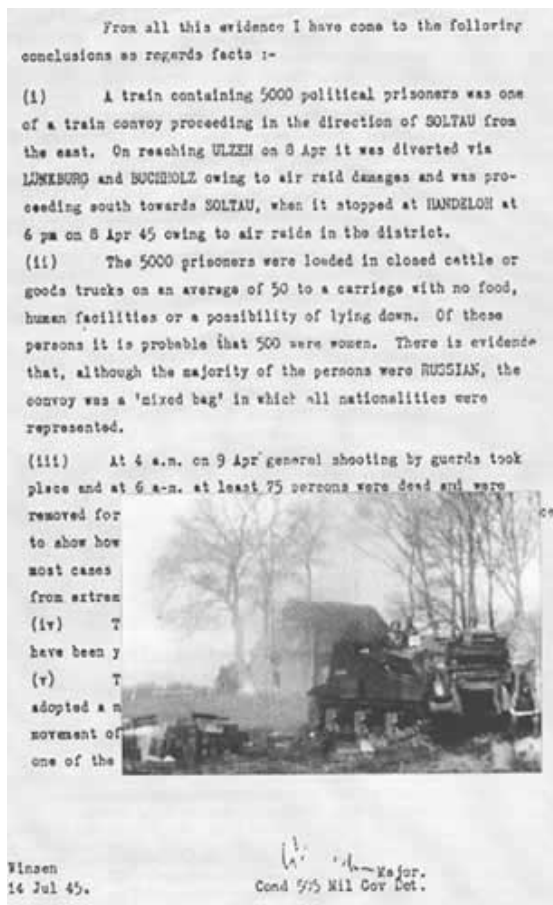 From all this evidence I have come to the following
conclusions as regards facts :-
(i) A train containing 5000 political prisoners was one
of a train convoy proceeding in the direction of SOLTAU from
the east. On reaching ULZEN on 8 Apr it was diverted via
LUNEBURG and BUCHHOLZ owing to air raid damages and was pro-
ceeding south towards SOLTAU, when it stopped at HANDELOH at
6 pm on 8 Apr 45 owing to air raids in the district.
(ii) The 5000 prisoners were loaded in closed cattle or
goods trucks on an average of 50 to a carriege with no food,
human facilities or a possibility of lying down. Of these
persons it is probable that 500 were women. There is evidence
that, although the majority of the persons were RUSSIAN, the
convoy was a 'mixed bag' in which all nationalities were
represented.
(iii) At 4 a.m. on 9 Apr general shooting by guards took
place and at 6 a-m. at least 75 persons were dead and were
removed for
to show how
most cases
from extrem
(iv) T
have been y
(v) T
adopted a n
movement of
one of the
Major.
Winsen
14 Jul 45. Cond 505 Mil Gov Det.